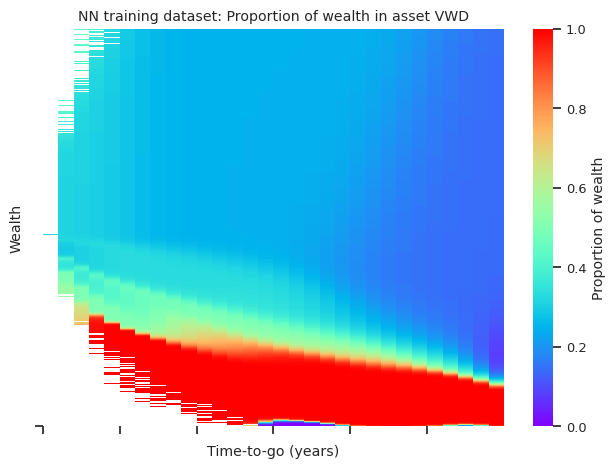 NN training dataset: Proportion of wealth in asset VWD
Wealth
Time-to-go (years)
1.0
0.8
0.6
0.4
0.2
0.0
Proportion of wealth